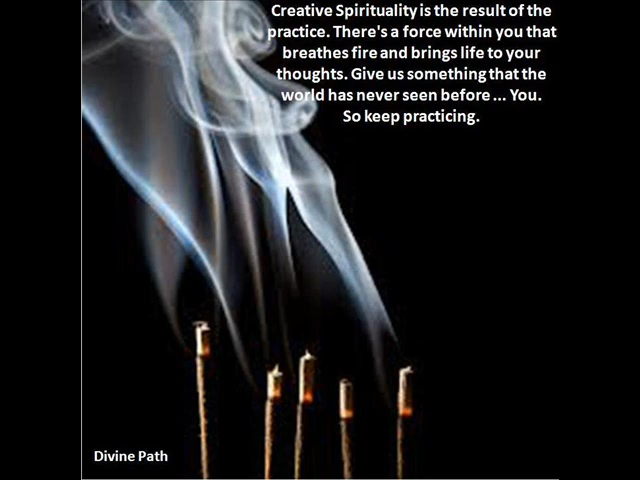 Creative Spirituality is the result of the
practice. There's a force within you that
breathes fire and brings life to your
thoughts. Give us something that the
world has never seen before ... You.
So keep practicing.
Divine Path